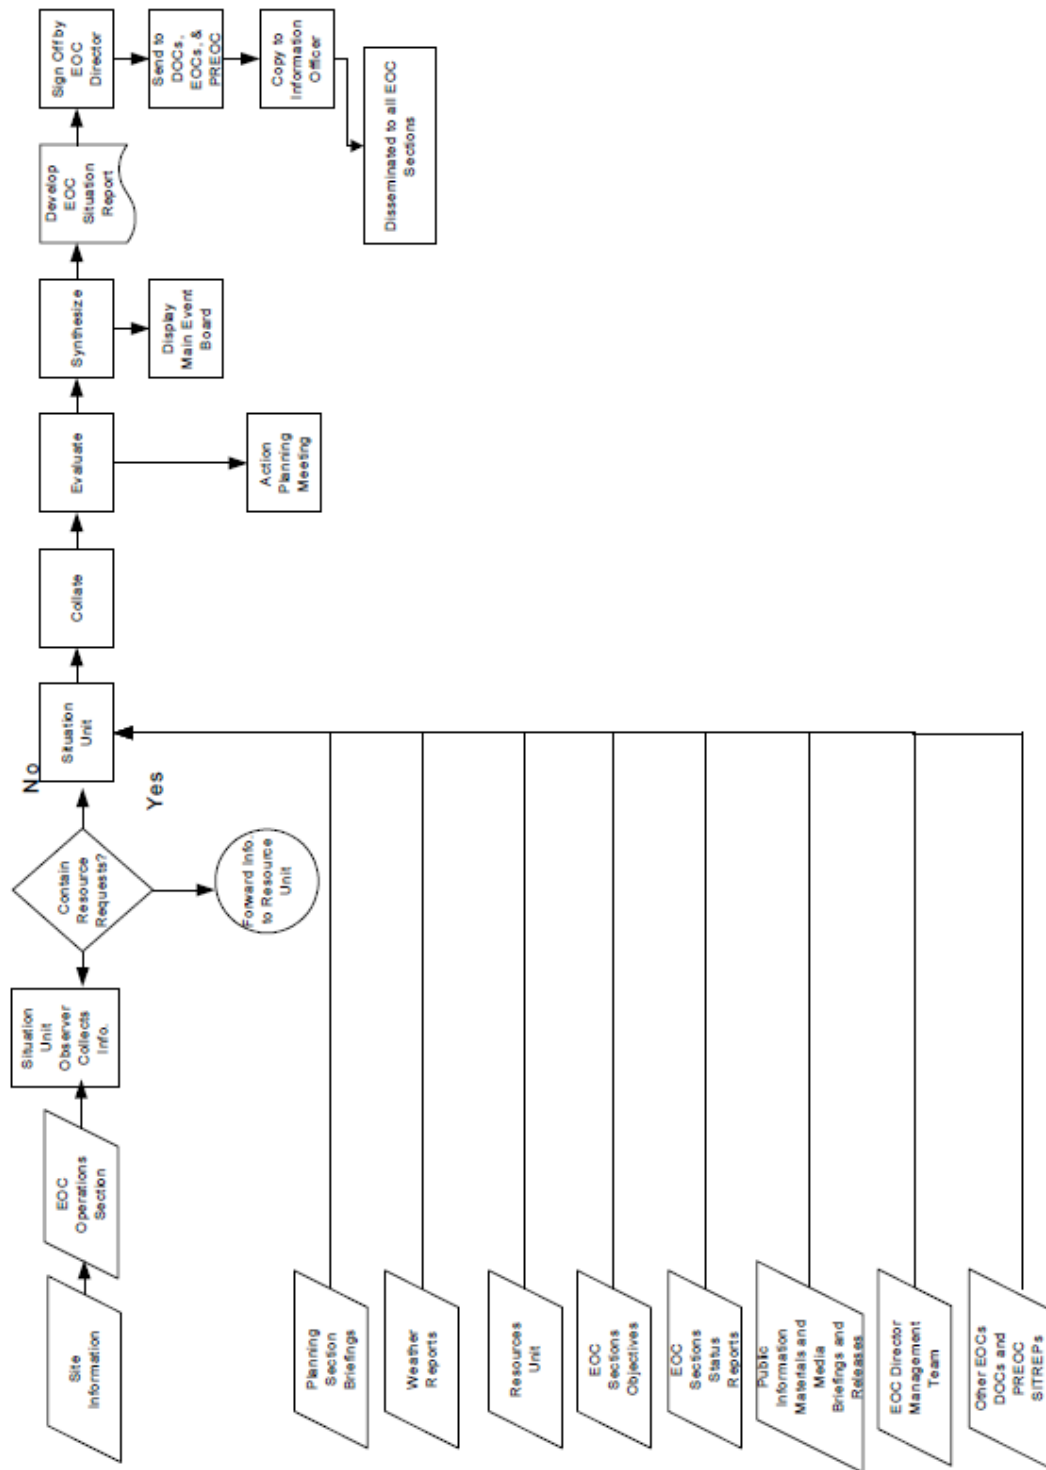 Site
Information
EOC
Operations
Section
Situation
Unit
Observer
Collects
Info.
Contain
Resource
Requests?
No
Yes
Forward Info.
to Resource
Unit
Situation
Unit
Collate
Evaluate
Action
Planning
Meeting
Synthesize
Display
Main Event
Board
Develop
EOC
Situation
Report
Sign Off by
EOC
Director
Send to
DOCs,
EOCs, &
PREOC
Copy to
Information
Officer
Disseminated to all EOC
Sections
Planning
Section
Briefings
Weather
Reports
Resources
Unit
EOC
Sections
Objectives
EOC
Sections
Status
Reports
Public
Information
Materials and
Media
Briefings and
Releases
EOC Director
Management
Team
Other EOCs
DOCs and
PREOC
SITREPs